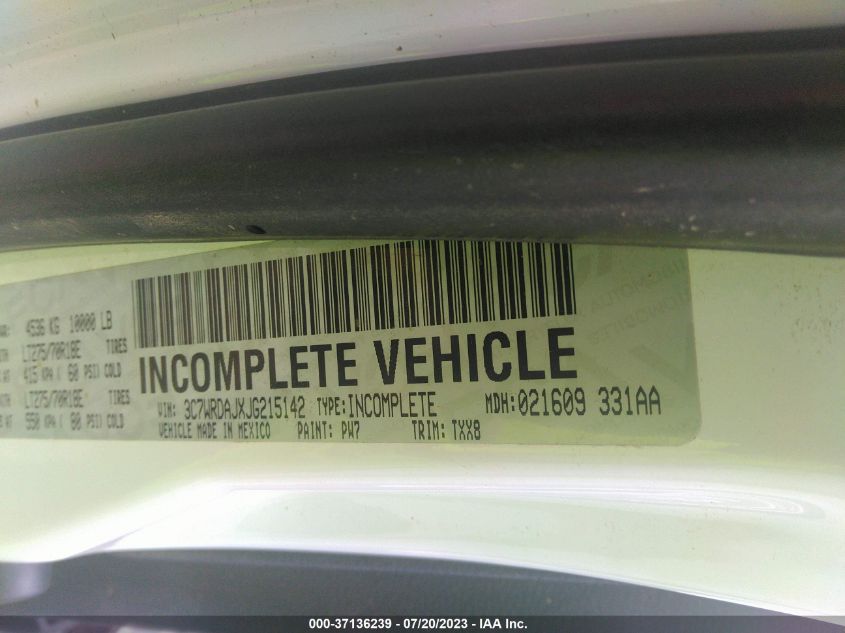 4536 KG 10000 LB
LT275/70R18E TIRES
415 KPA ( 60 PSI) COLD
LT275/70R18E TIRES
550 KPA ( 80 PSI) COLD
INCOMPLETE VEHICLE
VIN: 3C7WRDAJXJG215142 TYPE:INCOMPLETE MDH:021609 331AA
VEHICLE MADE IN MEXICO PAINT: PW7 TRIM: TXX8
000-37136239 - 07/20/2023 - IAA Inc.